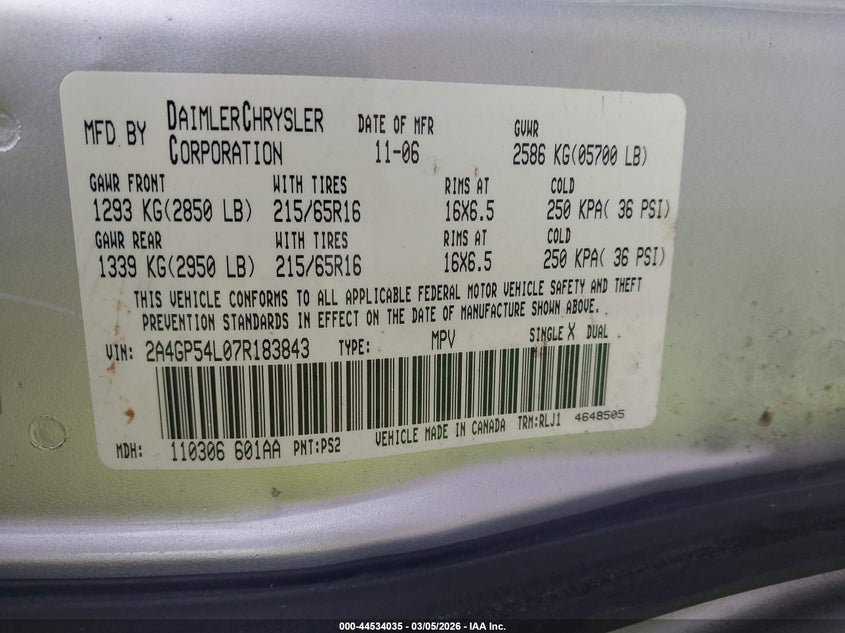 MFD BY DAIMLERCHRYSLER CORPORATION DATE OF MFR 11-06 GVWR 2586 KG(05700 LB)
GAWR FRONT WITH TIRES RIMS AT COLD
1293 KG(2850 LB) 215/65R16 16X6.5 250 KPA( 36 PSI)
GAWR REAR WITH TIRES RIMS AT COLD
1339 KG(2950 LB) 215/65R16 16X6.5 250 KPA( 36 PSI)
THIS VEHICLE CONFORMS TO ALL APPLICABLE FEDERAL MOTOR VEHICLE SAFETY AND THEFT
PREVENTION STANDARDS IN EFFECT ON THE DATE OF MANUFACTURE SHOWN ABOVE.
VIN: 2A4GP54L07R183843 TYPE: MPV SINGLE X DUAL
MDH: 110306 601AA PNT:PS2 VEHICLE MADE IN CANADA TRM:RLJ1 4648505
000-44534035 — 03/05/2026 — IAA Inc.